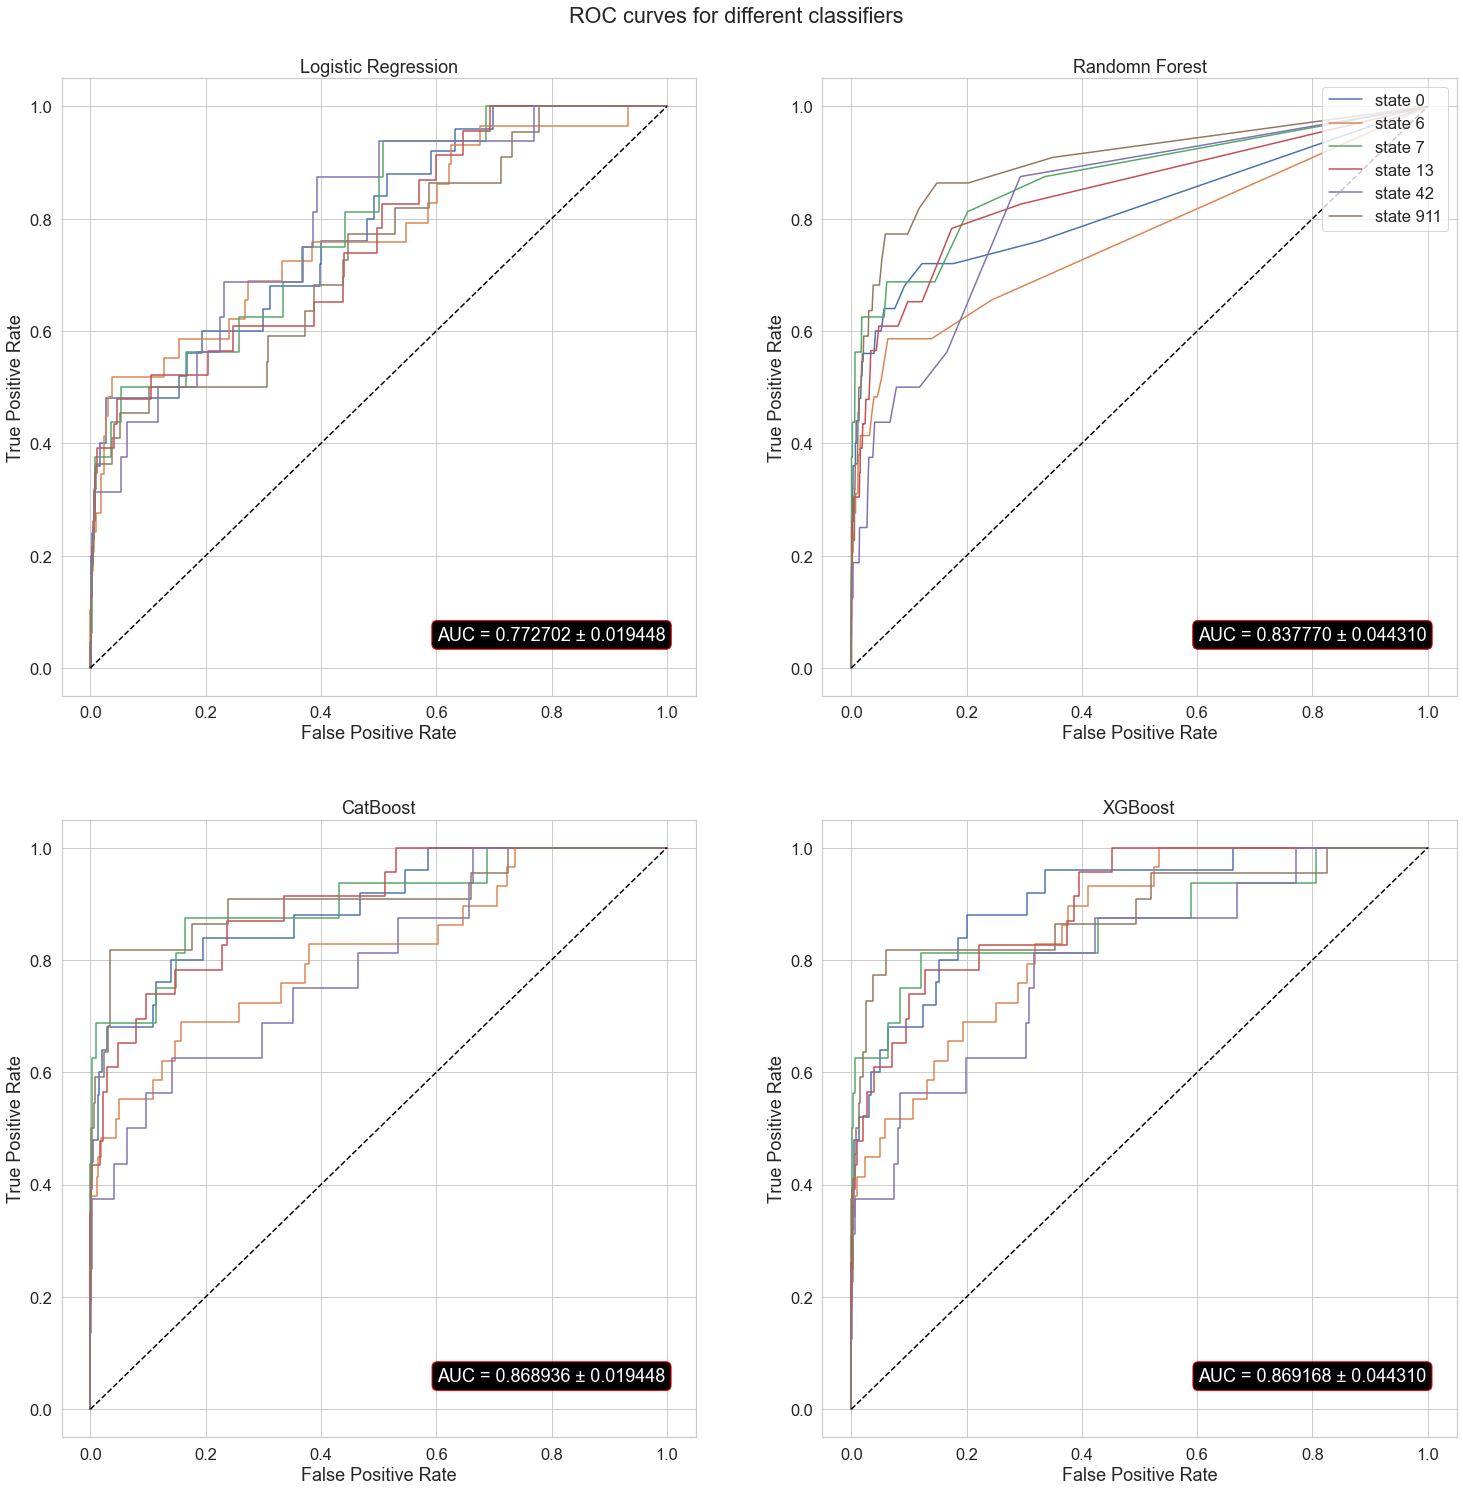 ROC curves for different classifiers
Logistic Regression
True Positive Rate
1.0
0.8
0.6
0.4
0.2
0.0
AUC = 0.772702 ± 0.019448
0.0 0.2 0.4 0.6 0.8 1.0
False Positive Rate
Randomn Forest
True Positive Rate
1.0
0.8
0.6
0.4
0.2
0.0
state 0
state 6
state 7
state 13
state 42
state 911
AUC = 0.837770 ± 0.044310
0.0 0.2 0.4 0.6 0.8 1.0
False Positive Rate
CatBoost
True Positive Rate
1.0
0.8
0.6
0.4
0.2
0.0
AUC = 0.868936 ± 0.019448
0.0 0.2 0.4 0.6 0.8 1.0
False Positive Rate
XGBoost
True Positive Rate
1.0
0.8
0.6
0.4
0.2
0.0
AUC = 0.869168 ± 0.044310
0.0 0.2 0.4 0.6 0.8 1.0
False Positive Rate